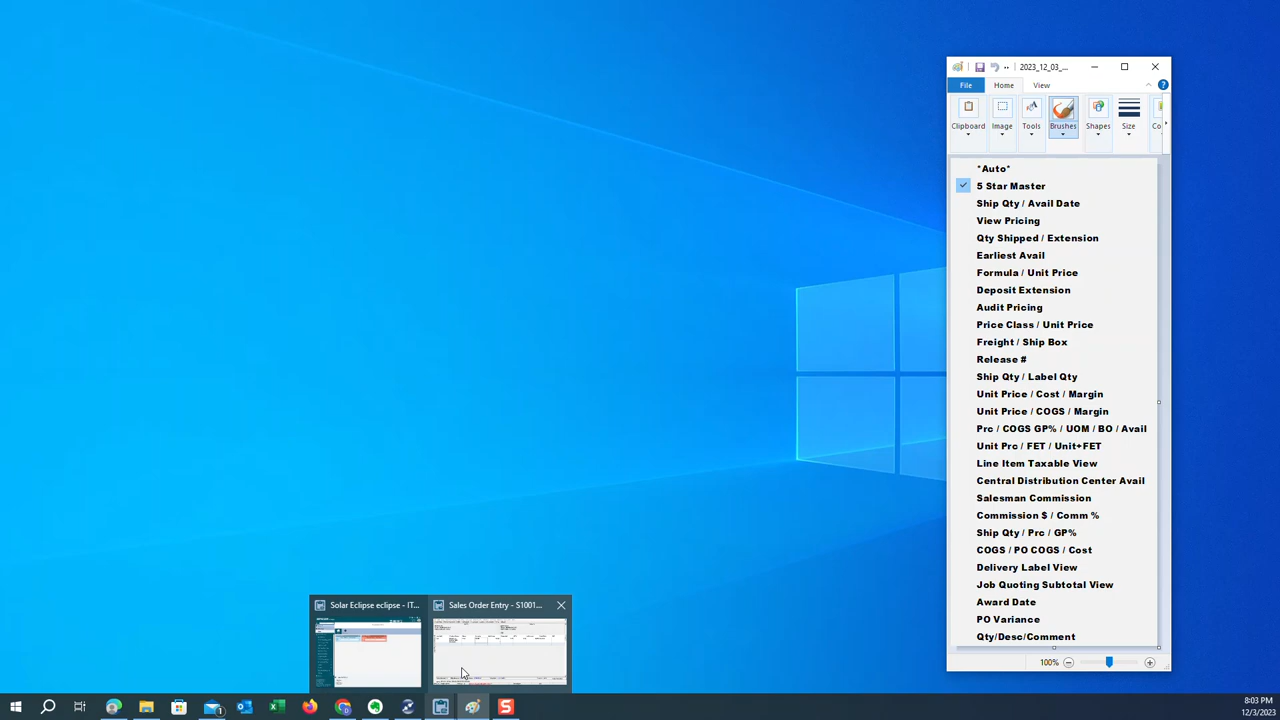 2023_12_03_...
File
Home
View
Clipboard
Image
Tools
Brushes
Shapes
Size
Co
*Auto*
5 Star Master
Ship Qty / Avail Date
View Pricing
Qty Shipped / Extension
Earliest Avail
Formula / Unit Price
Deposit Extension
Audit Pricing
Price Class / Unit Price
Freight / Ship Box
Release #
Ship Qty / Label Qty
Unit Price / Cost / Margin
Unit Price / COGS / Margin
Prc / COGS GP% / UOM / BO / Avail
Unit Prc / FET / Unit+FET
Line Item Taxable View
Central Distribution Center Avail
Salesman Commission
Commission $ / Comm %
Ship Qty / Prc / GP%
COGS / PO COGS / Cost
Delivery Label View
Job Quoting Subtotal View
Award Date
PO Variance
Qty/Desc/Comment
100%
Solar Eclipse eclipse - IT...
Sales Order Entry - S1001...
8:03 PM
12/3/2023